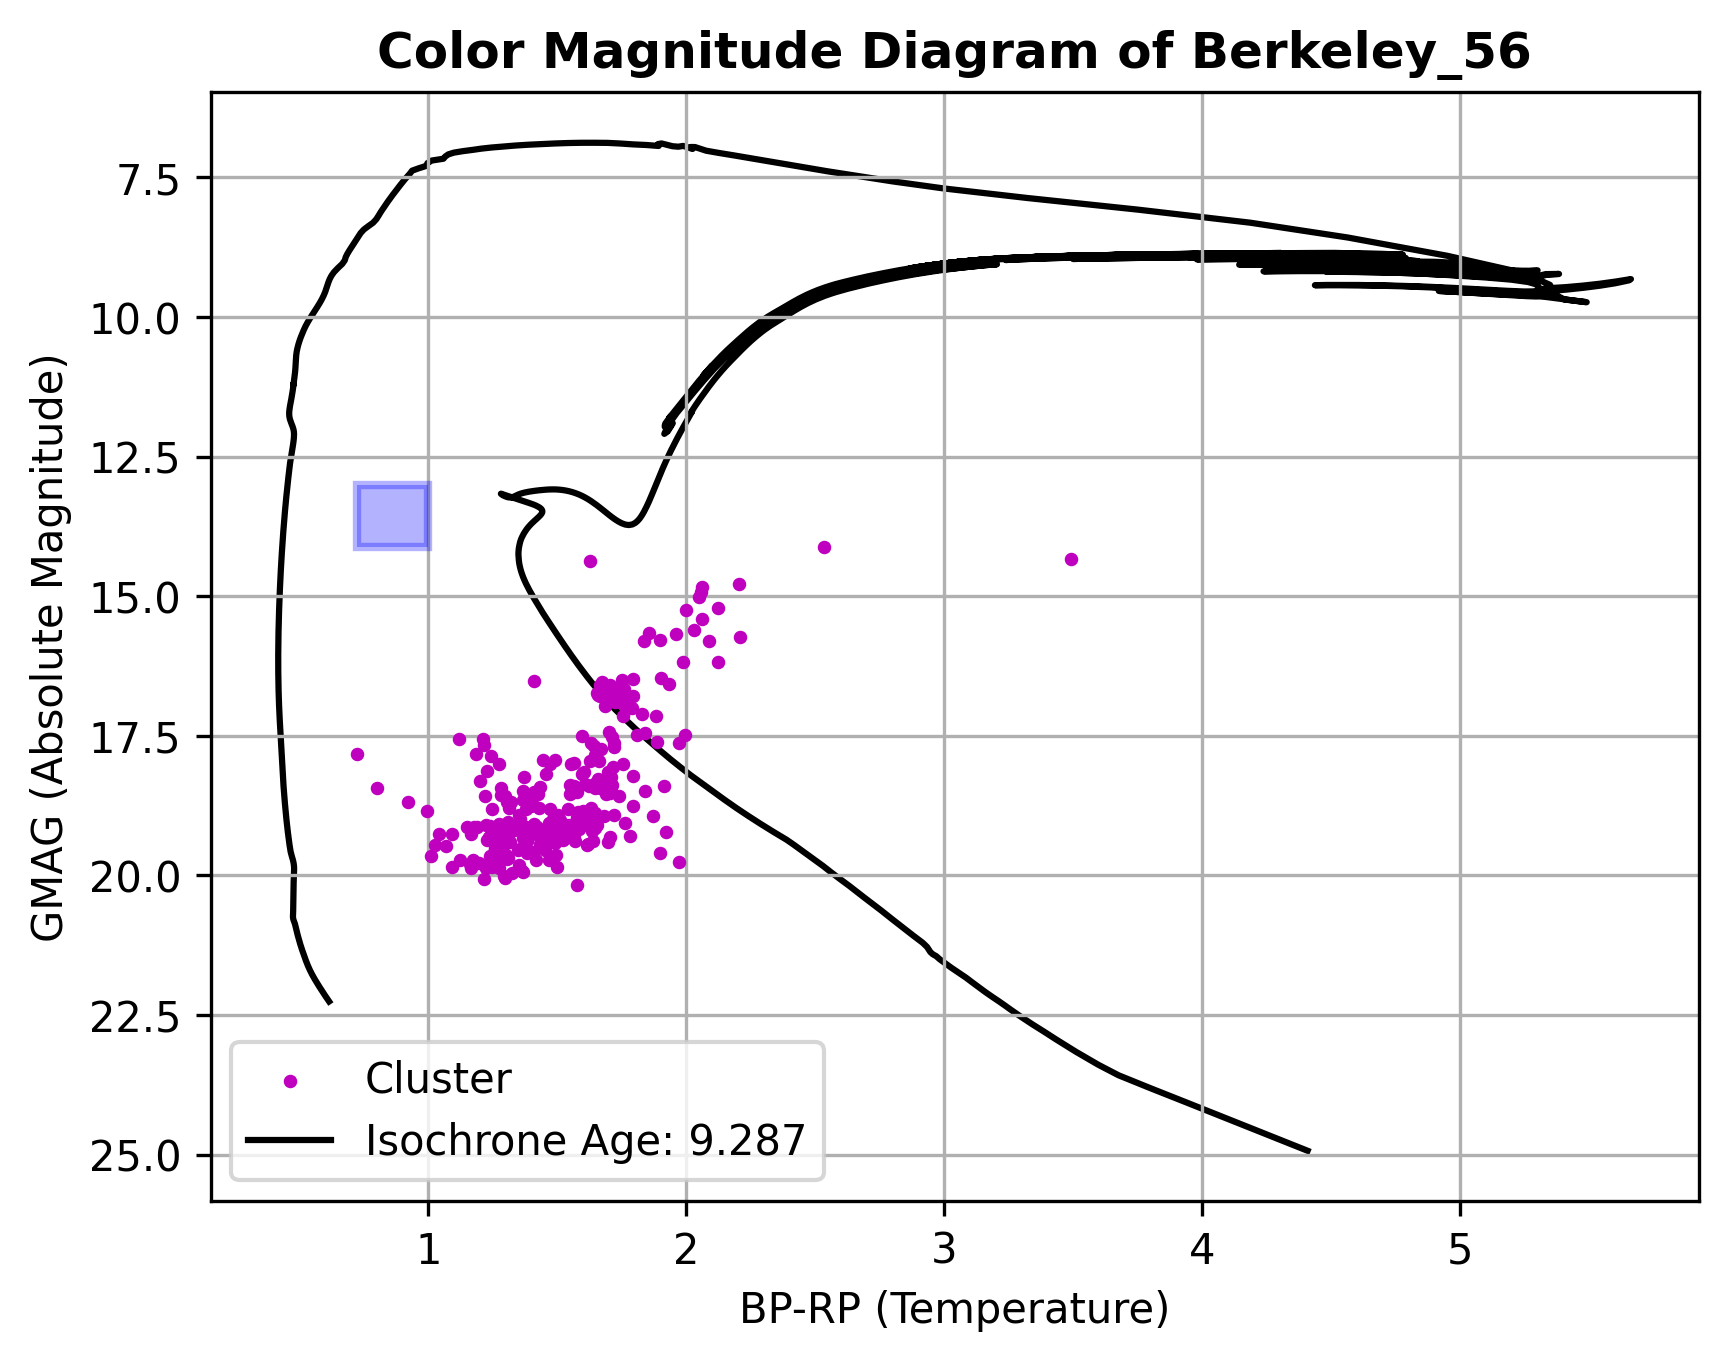 Color Magnitude Diagram of Berkeley_56
GMAG (Absolute Magnitude)
7.5
10.0
12.5
15.0
17.5
20.0
22.5
25.0
Cluster
Isochrone Age: 9.287
1 2 3 4 5
BP-RP (Temperature)